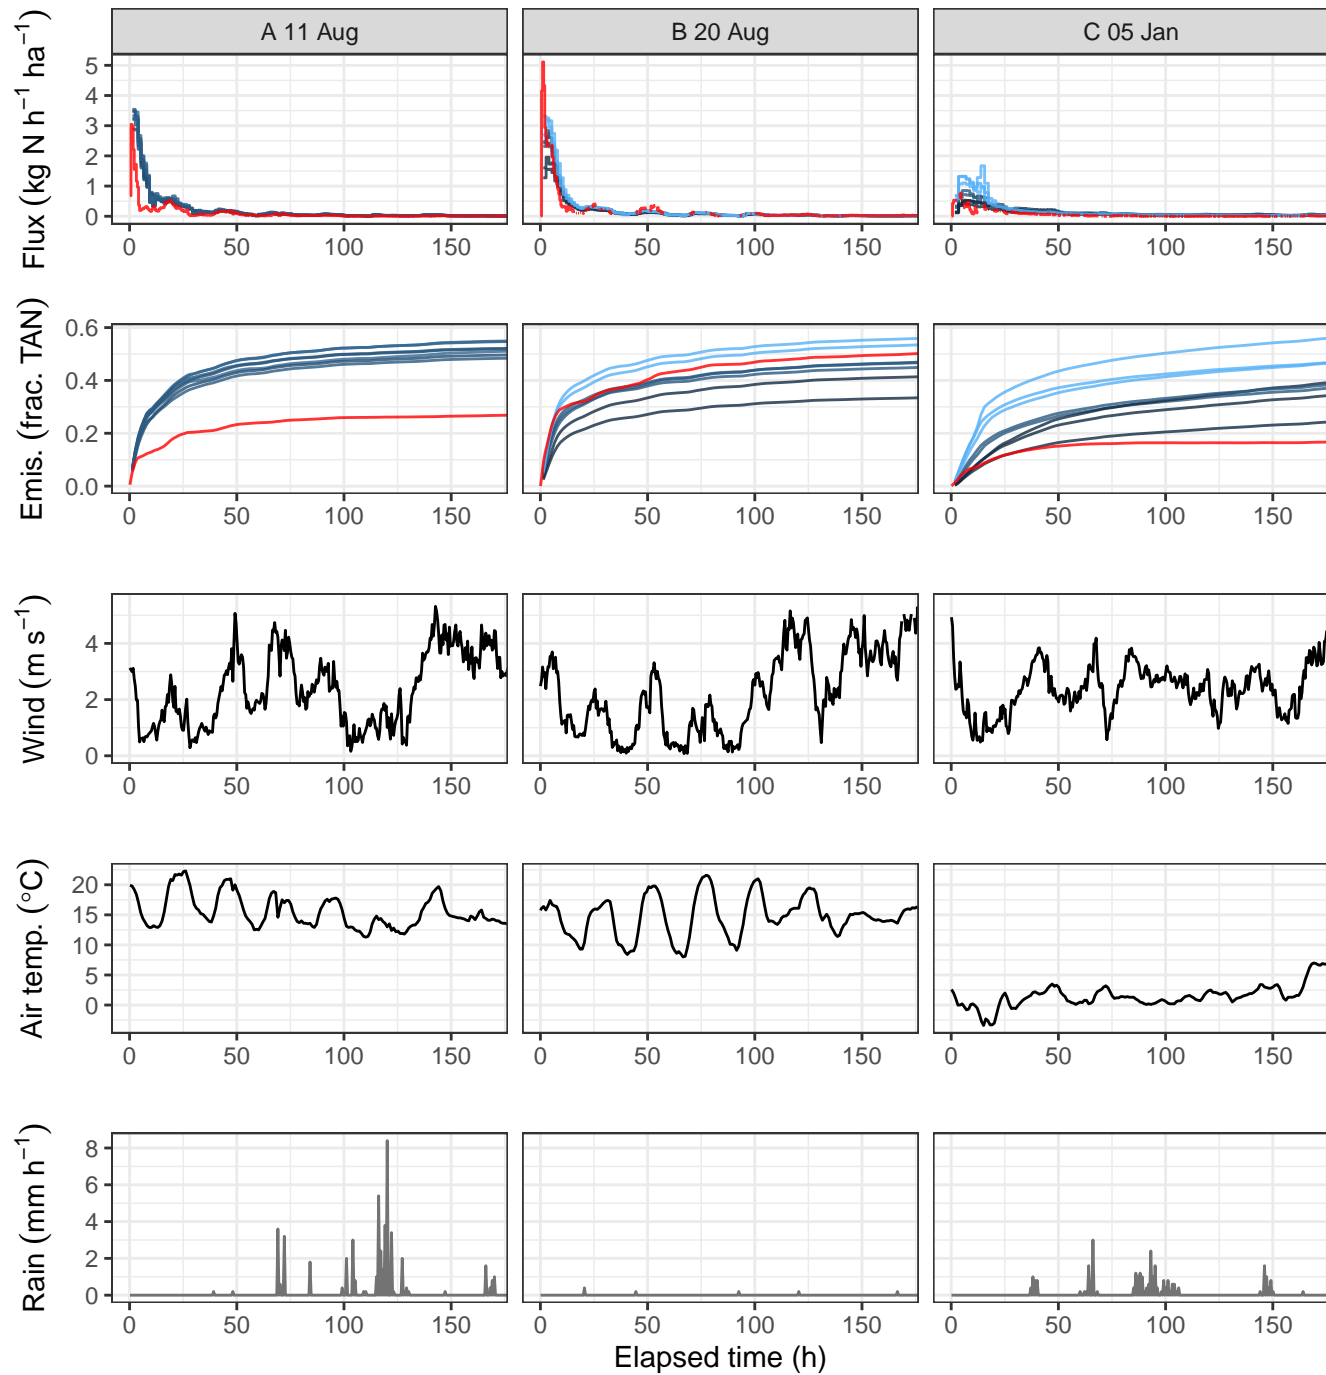 A 11 Aug B 20 Aug C 05 Jan
Flux (kg N h⁻¹ ha⁻¹)
5
4
3
2
1
0
0 50 100 150 0 50 100 150 0 50 100 150
Emis. (frac. TAN)
0.6
0.4
0.2
0.0
0 50 100 150 0 50 100 150 0 50 100 150
Wind (m s⁻¹)
4
2
0
0 50 100 150 0 50 100 150 0 50 100 150
Air temp. (°C)
20
15
10
5
0
0 50 100 150 0 50 100 150 0 50 100 150
Rain (mm h⁻¹)
8
6
4
2
0
0 50 100 150 0 50 100 150 0 50 100 150
Elapsed time (h)